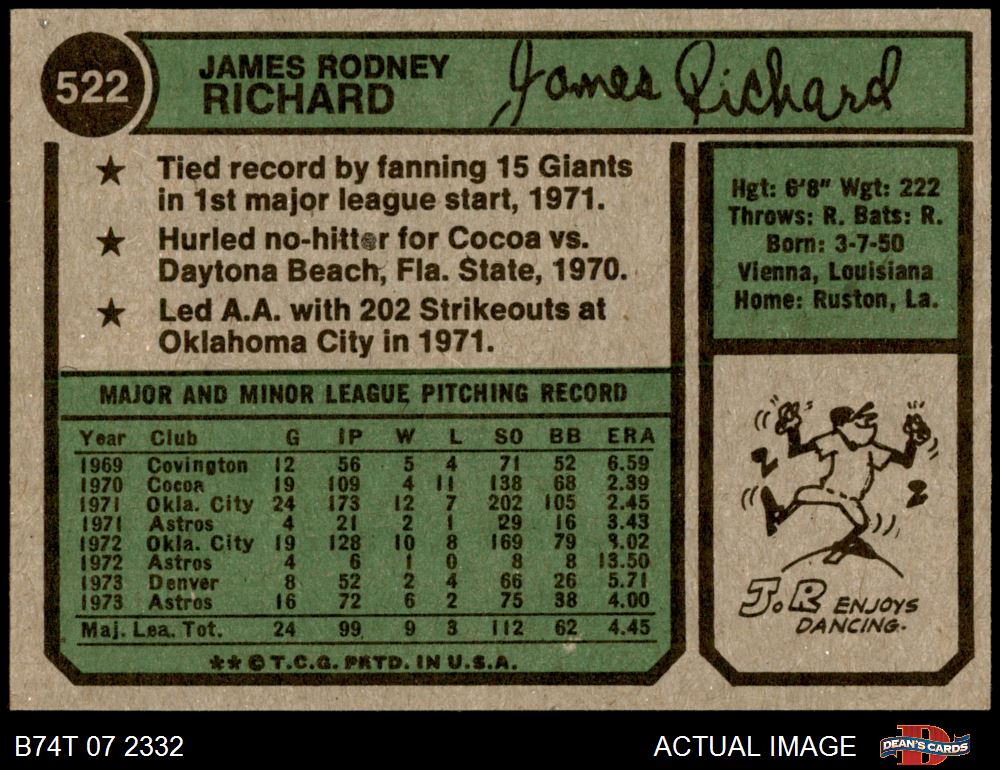 522
JAMES RODNEY
RICHARD
James Richard
★ Tied record by fanning 15 Giants
in 1st major league start, 1971.
★ Hurled no-hitter for Cocoa vs.
Daytona Beach, Fla. State, 1970.
★ Led A.A. with 202 Strikeouts at
Oklahoma City in 1971.
Hgt: 6'8" Wgt: 222
Throws: R. Bats: R.
Born: 3-7-50
Vienna, Louisiana
Home: Ruston, La.
MAJOR AND MINOR LEAGUE PITCHING RECORD
Year Club G IP W L SO BB ERA
1969 Covington 12 56 5 4 71 52 6.59
1970 Cocoa 19 109 4 11 138 68 2.39
1971 Okla. City 24 173 12 7 202 105 2.45
1971 Astros 4 21 2 1 29 16 3.43
1972 Okla. City 19 128 10 8 169 79 3.02
1972 Astros 4 6 1 0 8 8 13.50
1973 Denver 8 52 2 4 66 26 5.71
1973 Astros 16 72 6 2 75 38 4.00
Maj. Lea. Tot. 24 99 9 3 112 62 4.45
★★ © T.C.G. PRTD. IN U.S.A.
J.R ENJOYS
DANCING.
B74T 07 2332
ACTUAL IMAGE
D
DEAN'S CARDS